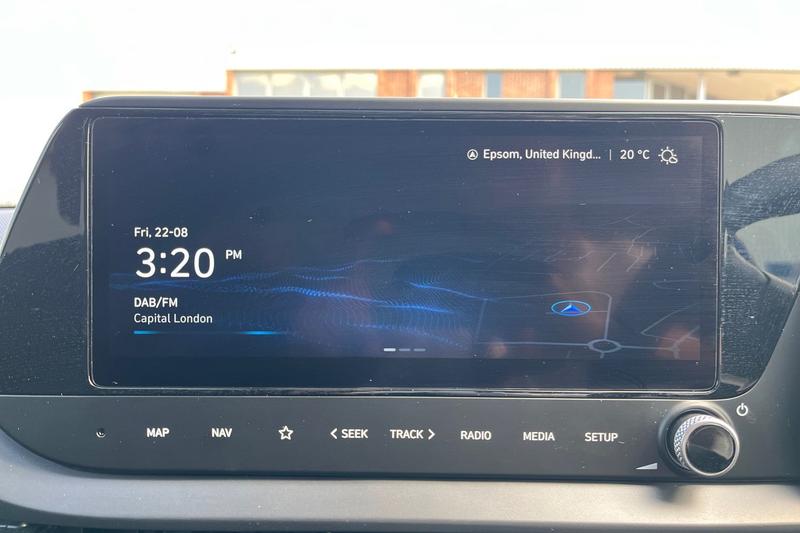 Epsom, United Kingd... | 20 °C
Fri, 22-08
3:20 PM
DAB/FM
Capital London
MAP NAV SEEK TRACK RADIO MEDIA SETUP